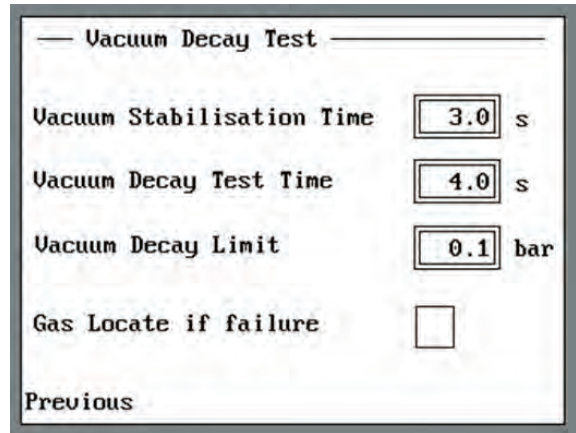 Vacuum Decay Test
Vacuum Stabilisation Time 3.0 s
Vacuum Decay Test Time 4.0 s
Vacuum Decay Limit 0.1 bar
Gas Locate if failure
Previous